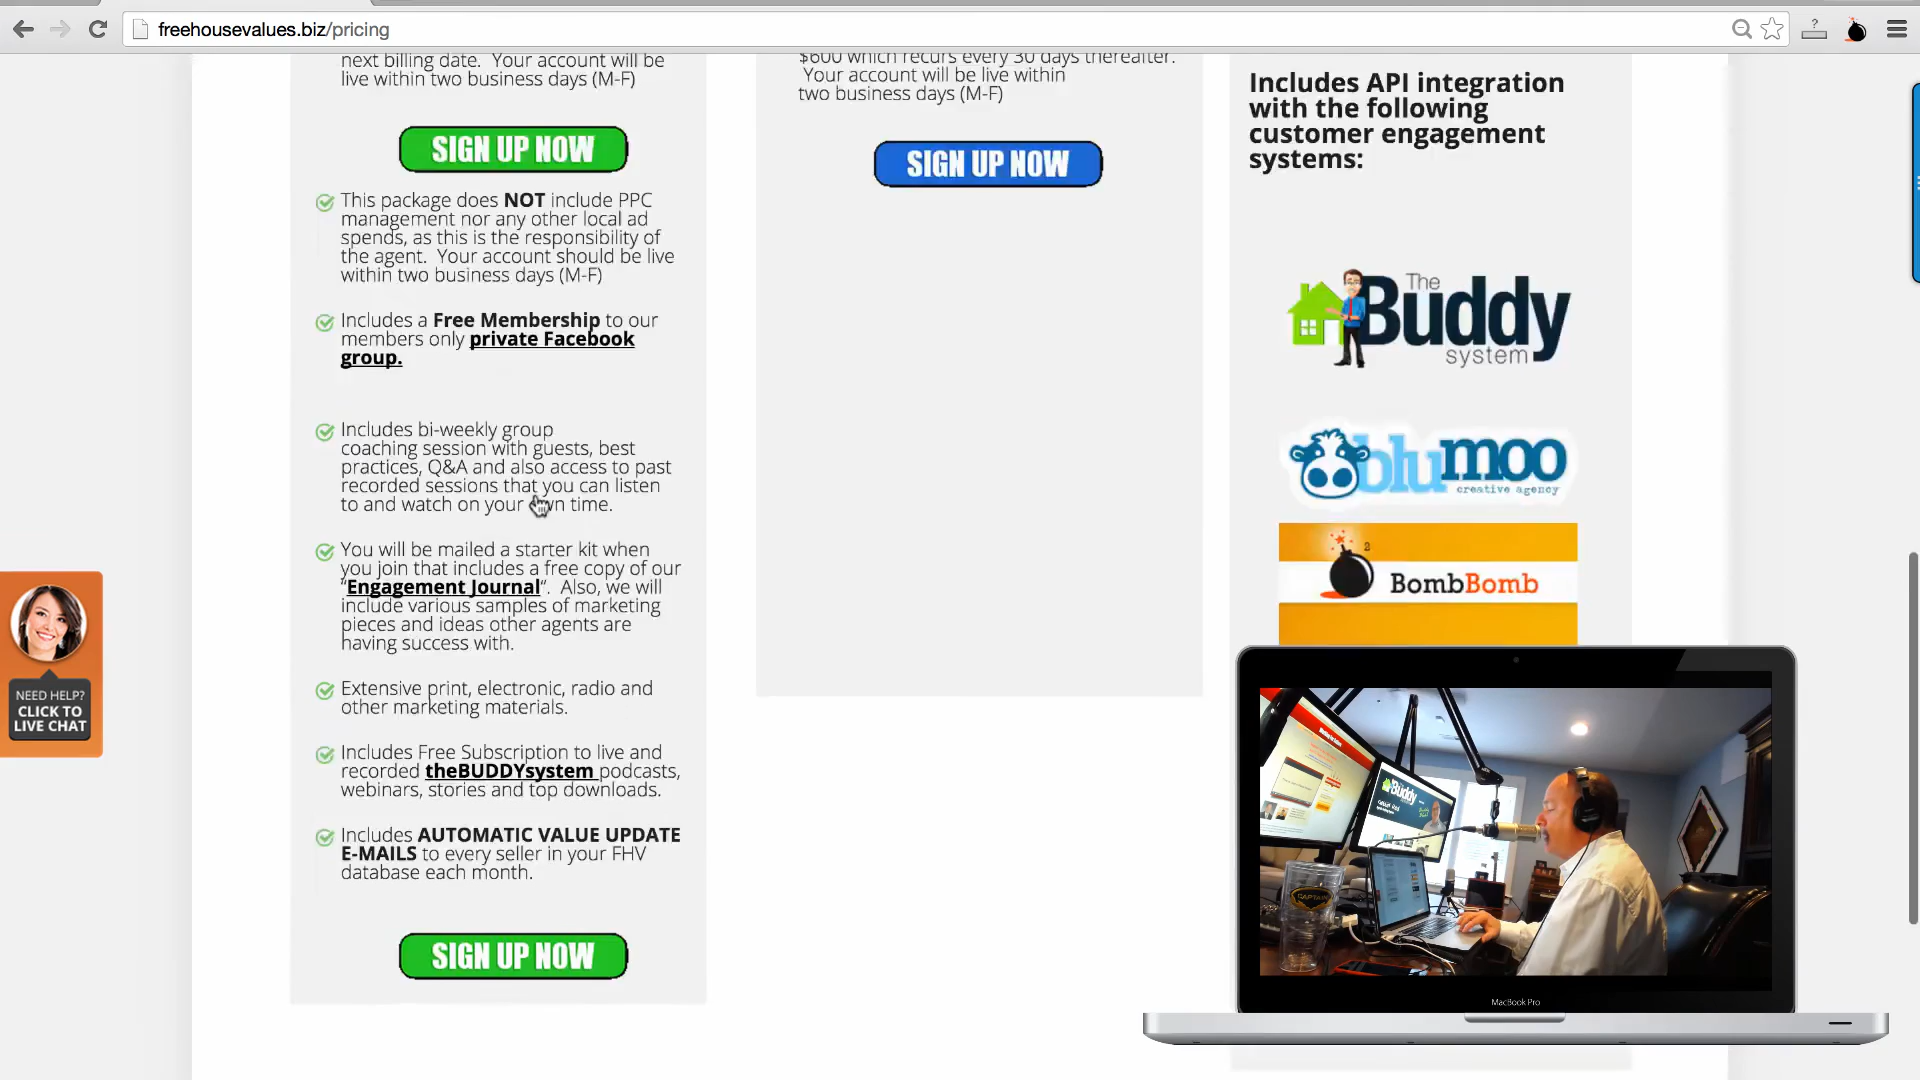 freehousevalues.biz/pricing
next billing date. Your account will be
live within two business days (M-F)
SIGN UP NOW
This package does NOT include PPC
management nor any other local ad
spends, as this is the responsibility of
the agent. Your account should be live
within two business days (M-F)
Includes a Free Membership to our
members only private Facebook
group.
Includes bi-weekly group
coaching session with guests, best
practices, Q&A and also access to past
recorded sessions that you can listen
to and watch on your own time.
You will be mailed a starter kit when
you join that includes a free copy of our
"Engagement Journal". Also, we will
include various samples of marketing
pieces and ideas other agents are
having success with.
Extensive print, electronic, radio and
other marketing materials.
Includes Free Subscription to live and
recorded theBUDDYsystem podcasts,
webinars, stories and top downloads.
Includes AUTOMATIC VALUE UPDATE
E-MAILS to every seller in your FHV
database each month.
SIGN UP NOW
$600 which recurs every 30 days thereafter.
Your account will be live within
two business days (M-F)
SIGN UP NOW
Includes API integration
with the following
customer engagement
systems:
The
Buddy
system
blumoo
creative agency
2
BombBomb
NEED HELP?
CLICK TO
LIVE CHAT
Buddy
CAPTAIN
MacBook Pro